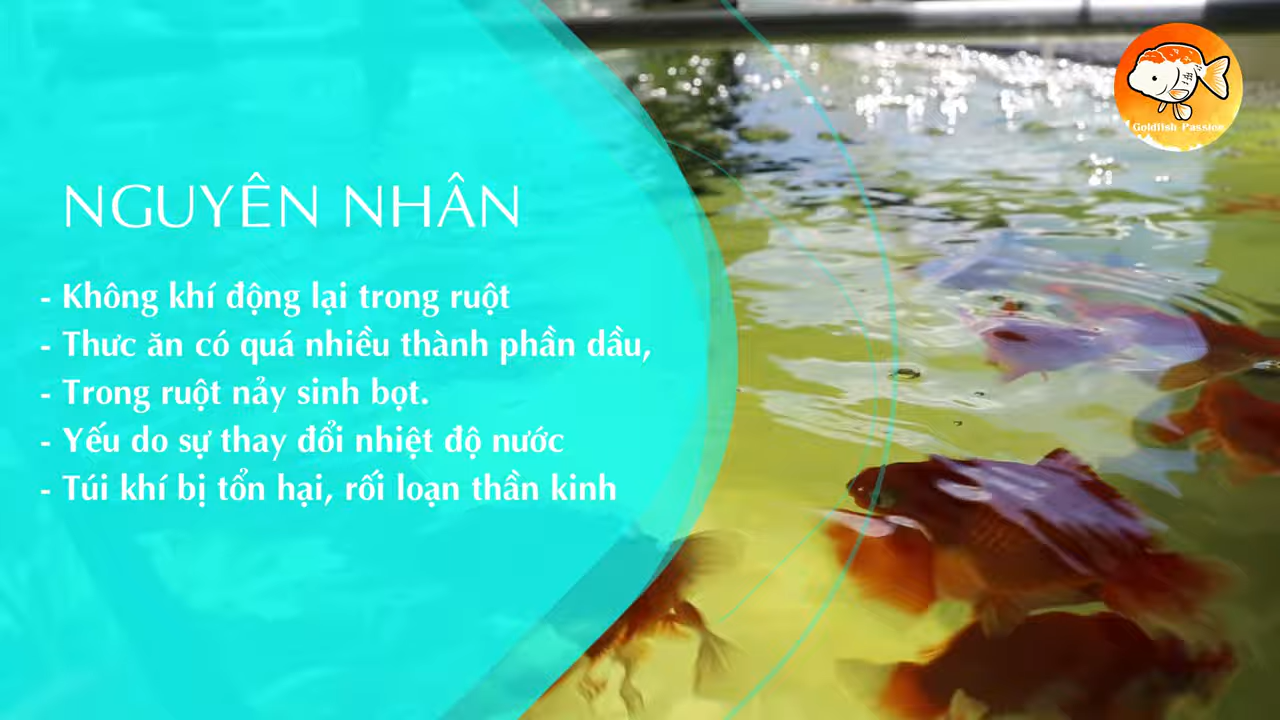 Goldfish Passion
NGUYÊN NHÂN
- Không khí động lại trong ruột
- Thưc ăn có quá nhiều thành phần dầu,
- Trong ruột nảy sinh bọt.
- Yếu do sự thay đổi nhiệt độ nước
- Túi khí bị tổn hại, rối loạn thần kinh